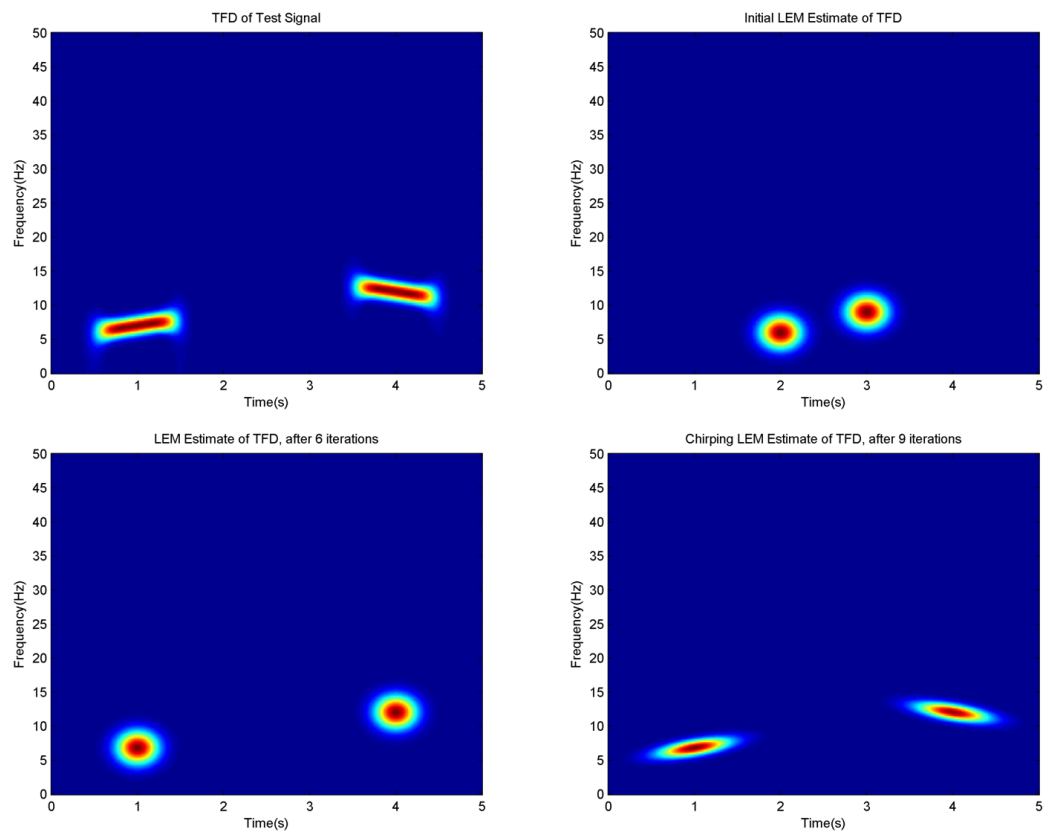 TFD of Test Signal
50
45
40
35
30
25
20
15
10
5
0
Frequency(Hz)
0 1 2 3 4 5
Time(s)
Initial LEM Estimate of TFD
50
45
40
35
30
25
20
15
10
5
0
Frequency(Hz)
0 1 2 3 4 5
Time(s)
LEM Estimate of TFD, after 6 iterations
50
45
40
35
30
25
20
15
10
5
0
Frequency(Hz)
0 1 2 3 4 5
Time(s)
Chirping LEM Estimate of TFD, after 9 iterations
50
45
40
35
30
25
20
15
10
5
0
Frequency(Hz)
0 1 2 3 4 5
Time(s)